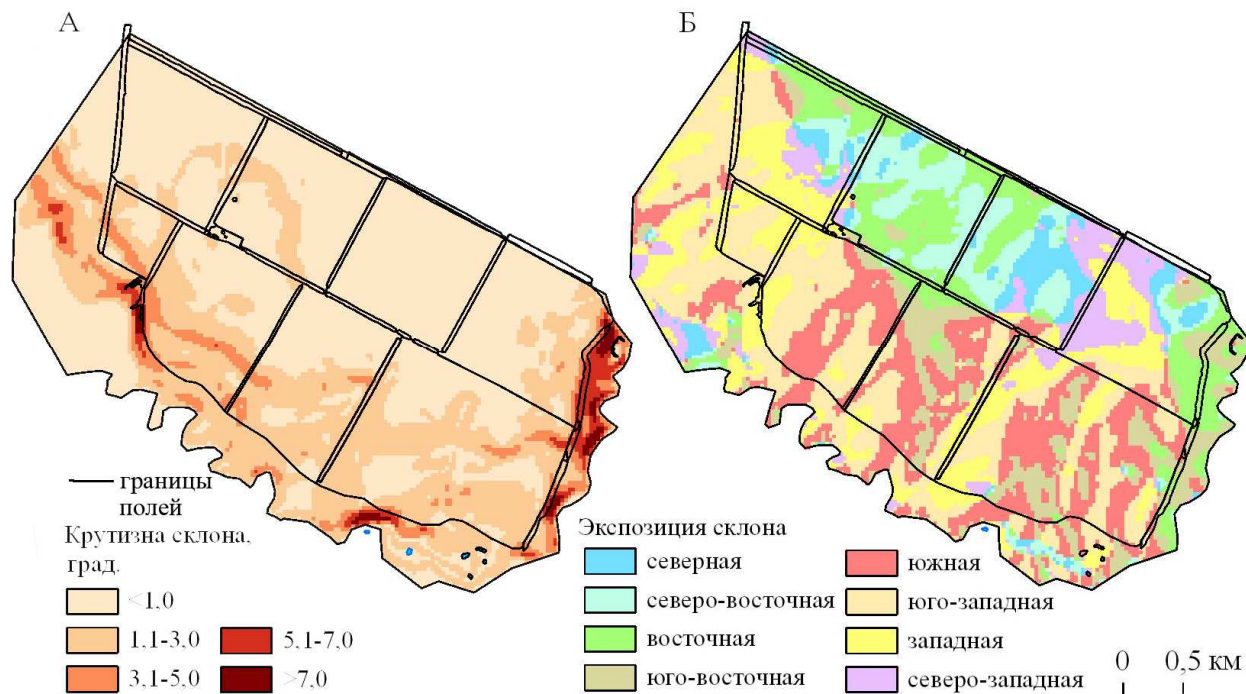 А
Б
границы
полей
Крутизна склона,
град.
<1,0
1,1-3,0
3,1-5,0
5,1-7,0
>7,0
Экспозиция склона
северная
северо-восточная
восточная
юго-восточная
южная
юго-западная
западная
северо-западная
0 0,5 км